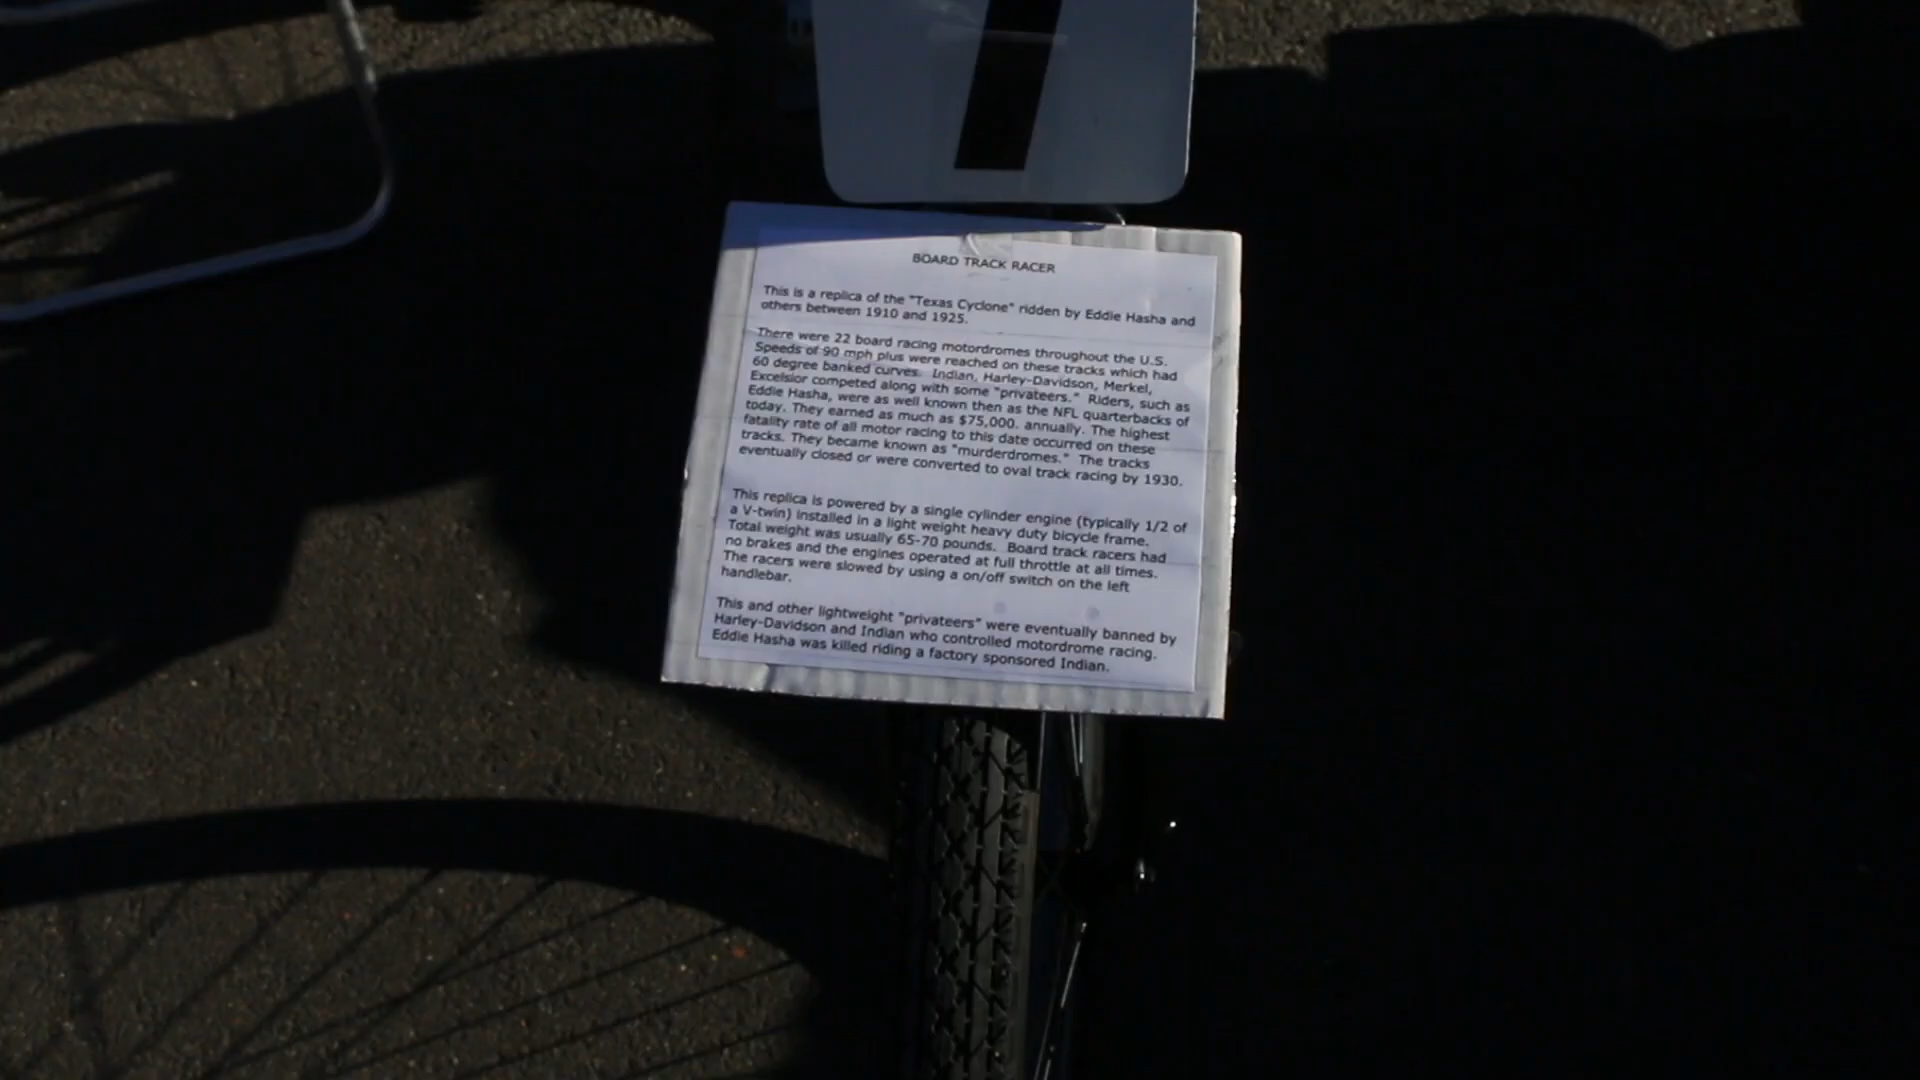 7
BOARD TRACK RACER
This is a replica of the "Texas Cyclone" ridden by Eddie Hasha and
others between 1910 and 1925.
There were 22 board racing motordromes throughout the U.S.
Speeds of 90 mph plus were reached on these tracks which had
60 degree banked curves. Indian, Harley-Davidson, Merkel,
Excelsior competed along with some "privateers." Riders, such as
Eddie Hasha, were as well known then as the NFL quarterbacks of
today. They earned as much as $75,000. annually. The highest
fatality rate of all motor racing to this date occurred on these
tracks. They became known as "murderdromes." The tracks
eventually closed or were converted to oval track racing by 1930.
This replica is powered by a single cylinder engine (typically 1/2 of
a V-twin) installed in a light weight heavy duty bicycle frame.
Total weight was usually 65-70 pounds. Board track racers had
no brakes and the engines operated at full throttle at all times.
The racers were slowed by using a on/off switch on the left
handlebar.
This and other lightweight "privateers" were eventually banned by
Harley-Davidson and Indian who controlled motordrome racing.
Eddie Hasha was killed riding a factory sponsored Indian.